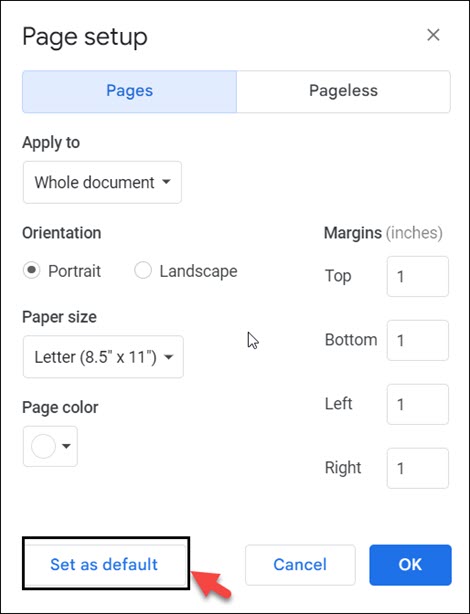 Page setup
Pages
Pageless
Apply to
Whole document
Orientation
Portrait
Landscape
Paper size
Letter (8.5" x 11")
Page color
Margins (inches)
Top 1
Bottom 1
Left 1
Right 1
Set as default
Cancel
OK